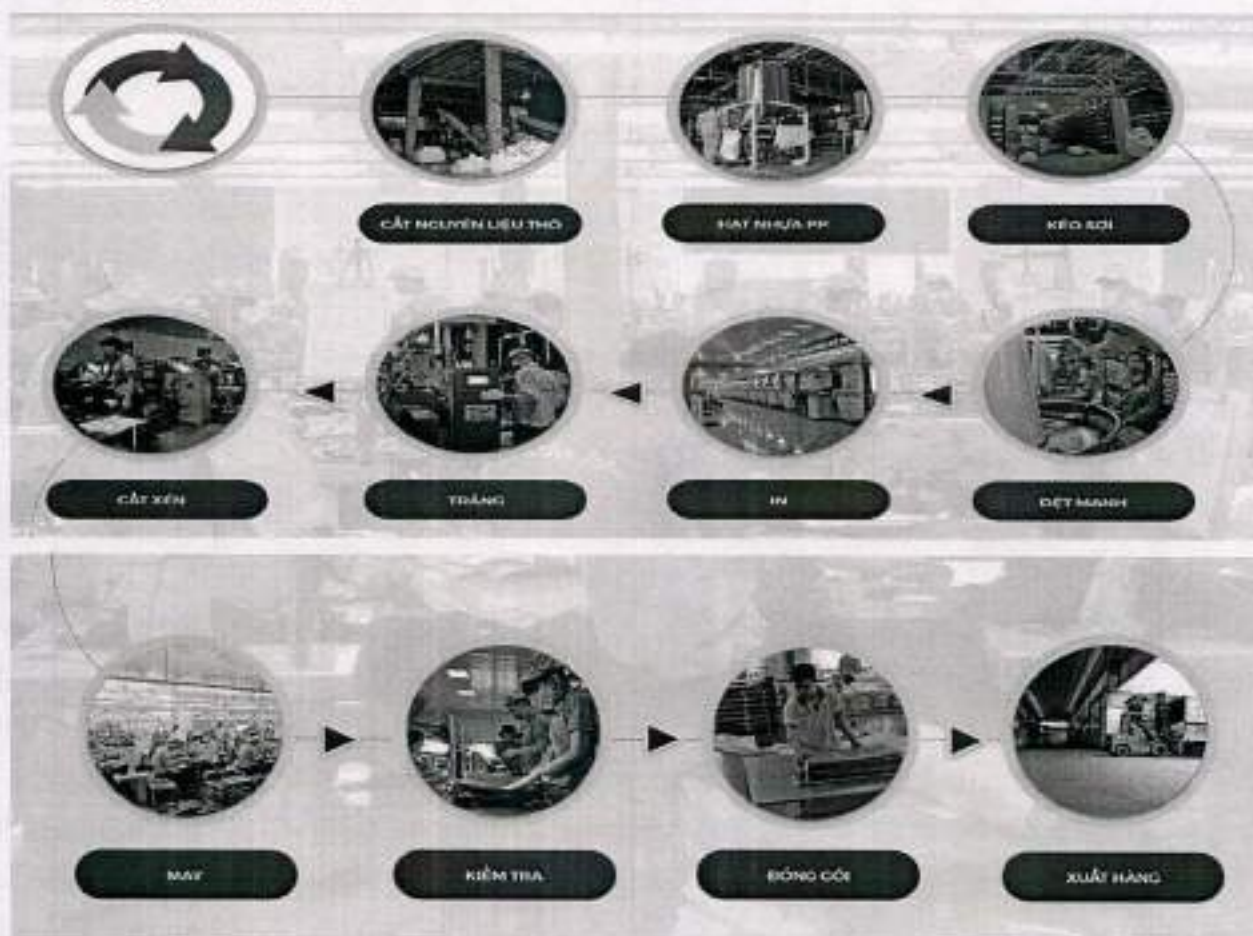 CẮT NGUYÊN LIỆU THÔ
HẠT NHỰA PP
KÉO SỢI
CẮT XÉN
TRÁNG
IN
DỆT MANH
MAY
KIỂM TRA
ĐÓNG GÓI
XUẤT HÀNG